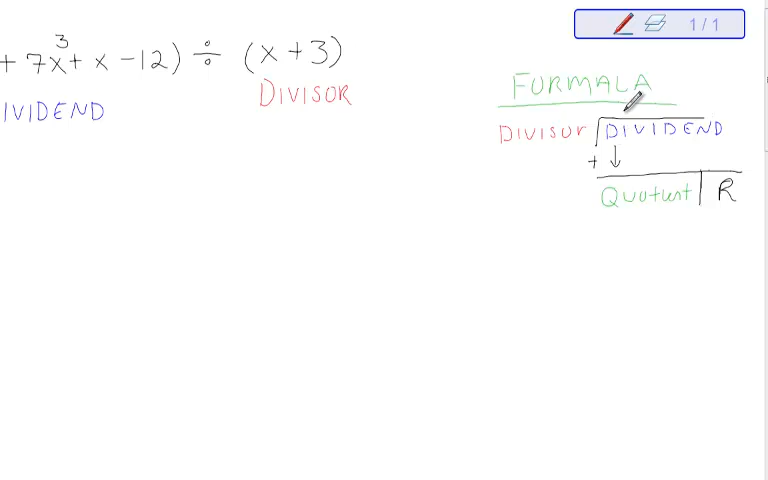 1/1
+ 7x³ + x - 12) ÷ (x + 3)
IVIDEND
DIVISOR
FORMALA
DIVISOR DIVIDEND
+ ↓
Quotient R